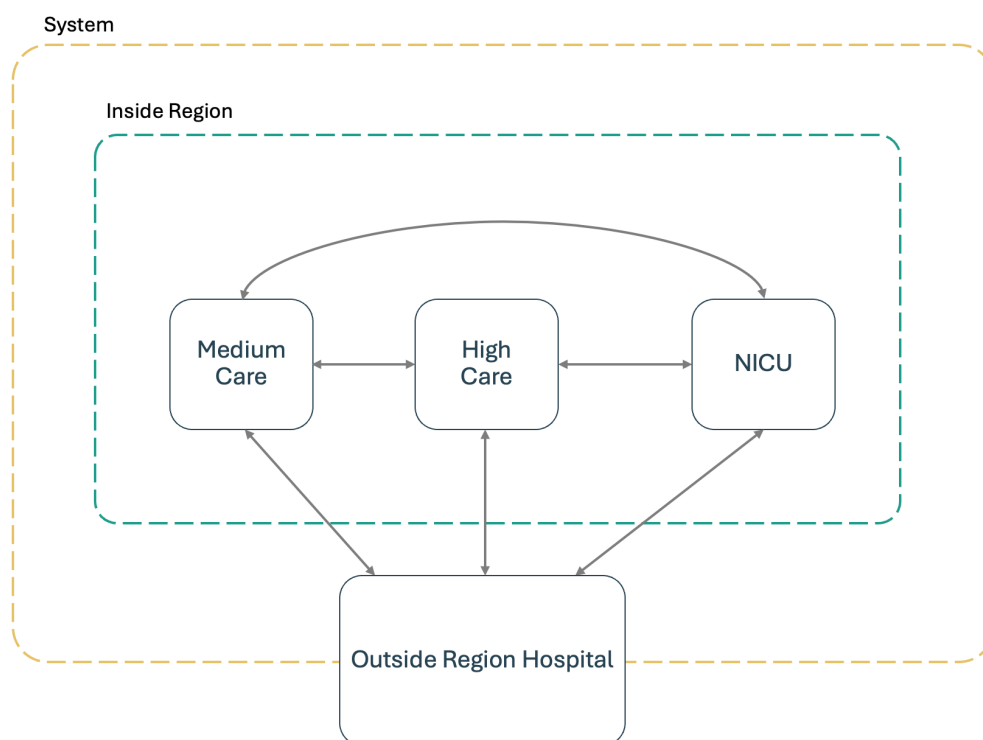 System
Inside Region
Medium
Care
High
Care
NICU
Outside Region Hospital